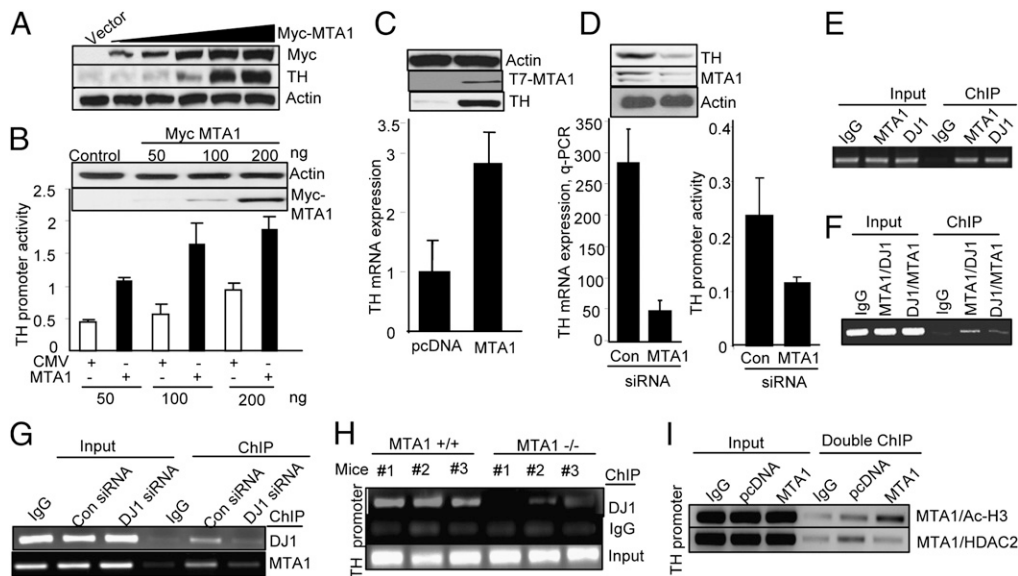 A
Vector
Myc-MTA1
Myc
TH
Actin
B
Myc MTA1
Control 50 100 200 ng
Actin
Myc-
MTA1
TH promoter activity
2.5
2
1.5
1
0.5
0
CMV + - + - + -
MTA1 - + - + - +
50 100 200 ng
C
Actin
T7-MTA1
TH
TH mRNA expression
3.5
3
2.5
2
1.5
1
0
pcDNA MTA1
D
TH
MTA1
Actin
TH mRNA expression, q-PCR
350
300
250
200
150
100
50
0
Con MTA1
siRNA
TH promoter activity
0.4
0.3
0.2
0.1
0
Con MTA1
siRNA
E
Input ChIP
IgG MTA1 DJ1 IgG MTA1 DJ1
F
Input ChIP
IgG MTA1/DJ1 DJ1/MTA1 IgG MTA1/DJ1 DJ1/MTA1
G
Input ChIP
IgG Con siRNA DJ1 siRNA IgG Con siRNA DJ1 siRNA
ChIP
DJ1
MTA1
H
MTA1 +/+ MTA1 -/-
Mice #1 #2 #3 #1 #2 #3 ChIP
TH promoter
DJ1
IgG
Input
I
Input Double ChIP
IgG pcDNA MTA1 IgG pcDNA MTA1
TH promoter
MTA1/Ac-H3
MTA1/HDAC2